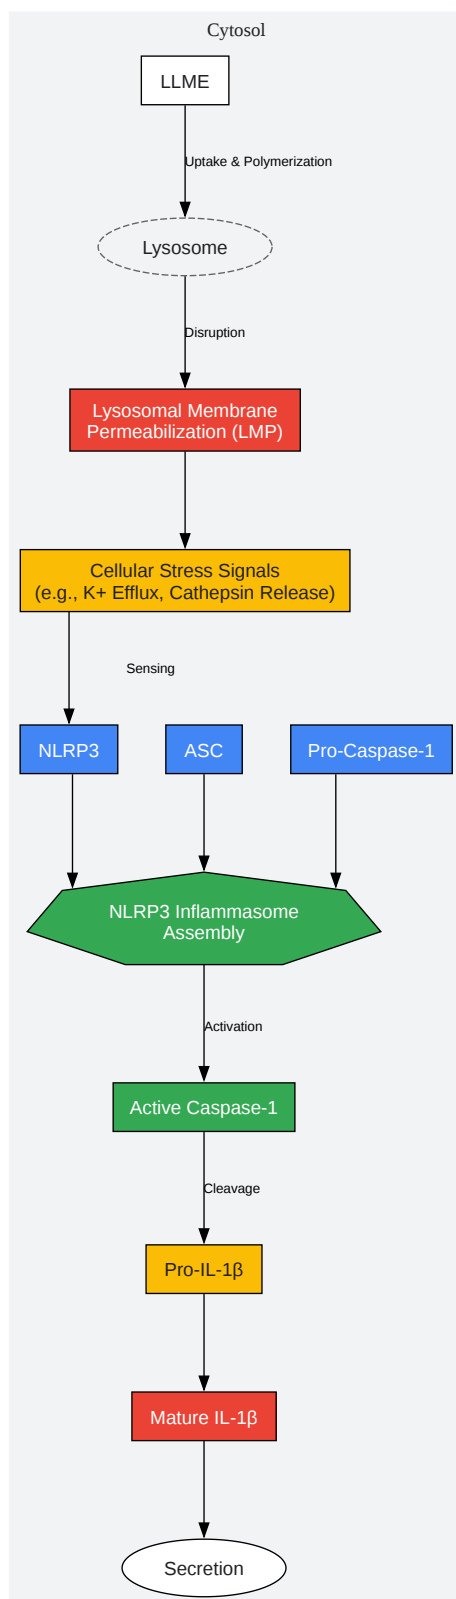 Cytosol
LLME
Uptake & Polymerization
Lysosome
Disruption
Lysosomal Membrane
Permeabilization (LMP)
Cellular Stress Signals
(e.g., K+ Efflux, Cathepsin Release)
Sensing
NLRP3
ASC
Pro-Caspase-1
NLRP3 Inflammasome
Assembly
Activation
Active Caspase-1
Cleavage
Pro-IL-1β
Mature IL-1β
Secretion